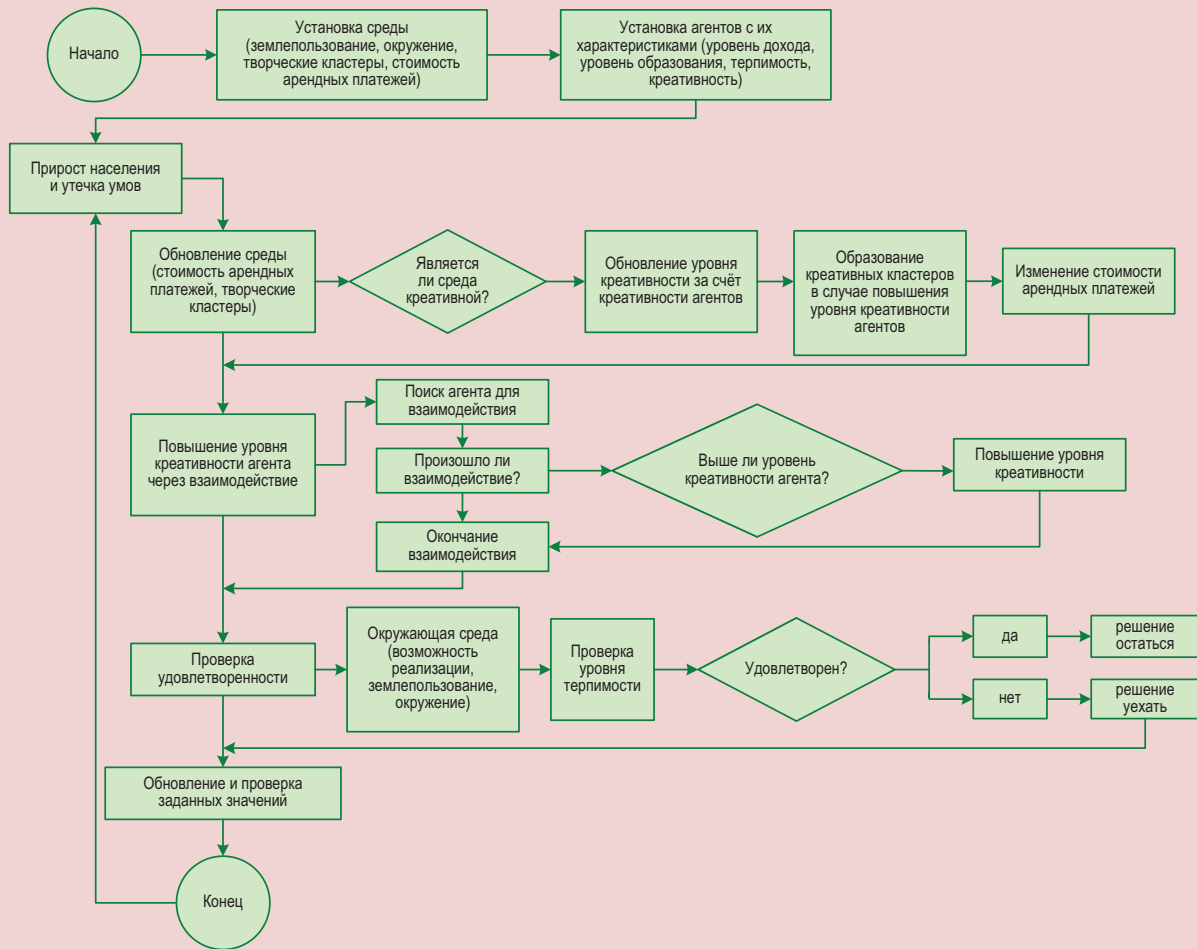 Начало
Установка среды
(землепользование, окружение,
творческие кластеры, стоимость
арендных платежей)
Установка агентов с их
характеристиками (уровень дохода,
уровень образования, терпимость,
креативность)
Прирост населения
и утечка умов
Обновление среды
(стоимость арендных
платежей, творческие
кластеры)
Является
ли среда
креативной?
Обновление уровня
креативности за счёт
креативности агентов
Образование
креативных кластеров
в случае повышения
уровня креативности
агентов
Изменение стоимости
арендных платежей
Повышение уровня
креативности агента
через взаимодействие
Поиск агента для
взаимодействия
Произошло ли
взаимодействие?
Выше ли уровень
креативности агента?
Повышение уровня
креативности
Окончание
взаимодействия
Проверка
удовлетворенности
Окружающая среда
(возможность
реализации,
землепользование,
окружение)
Проверка
уровня
терпимости
Удовлетворен?
да
решение
остаться
нет
решение
уехать
Обновление и проверка
заданных значений
Конец